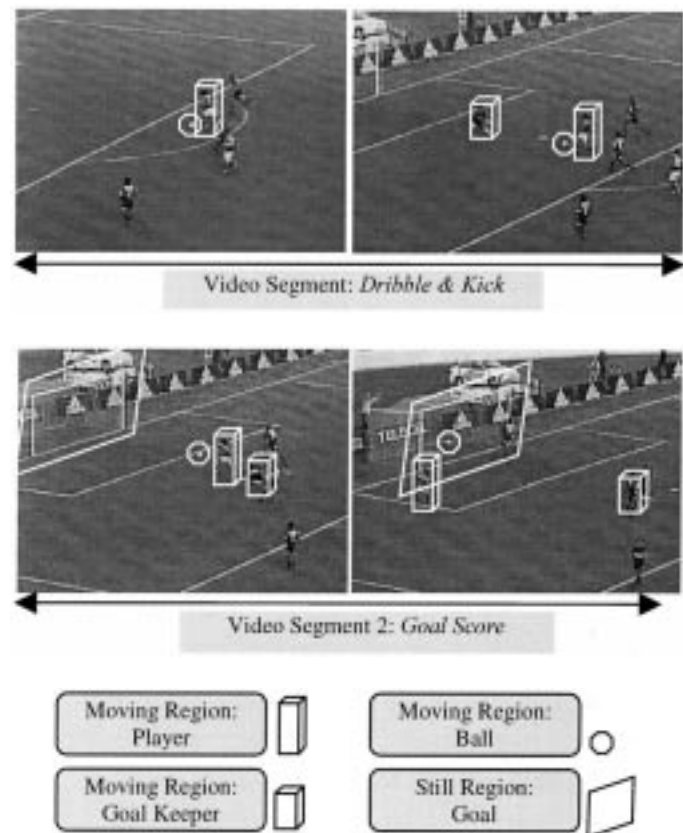 Video Segment: Dribble & Kick
Video Segment 2: Goal Score
Moving Region:
Player
Moving Region:
Ball
Moving Region:
Goal Keeper
Still Region:
Goal